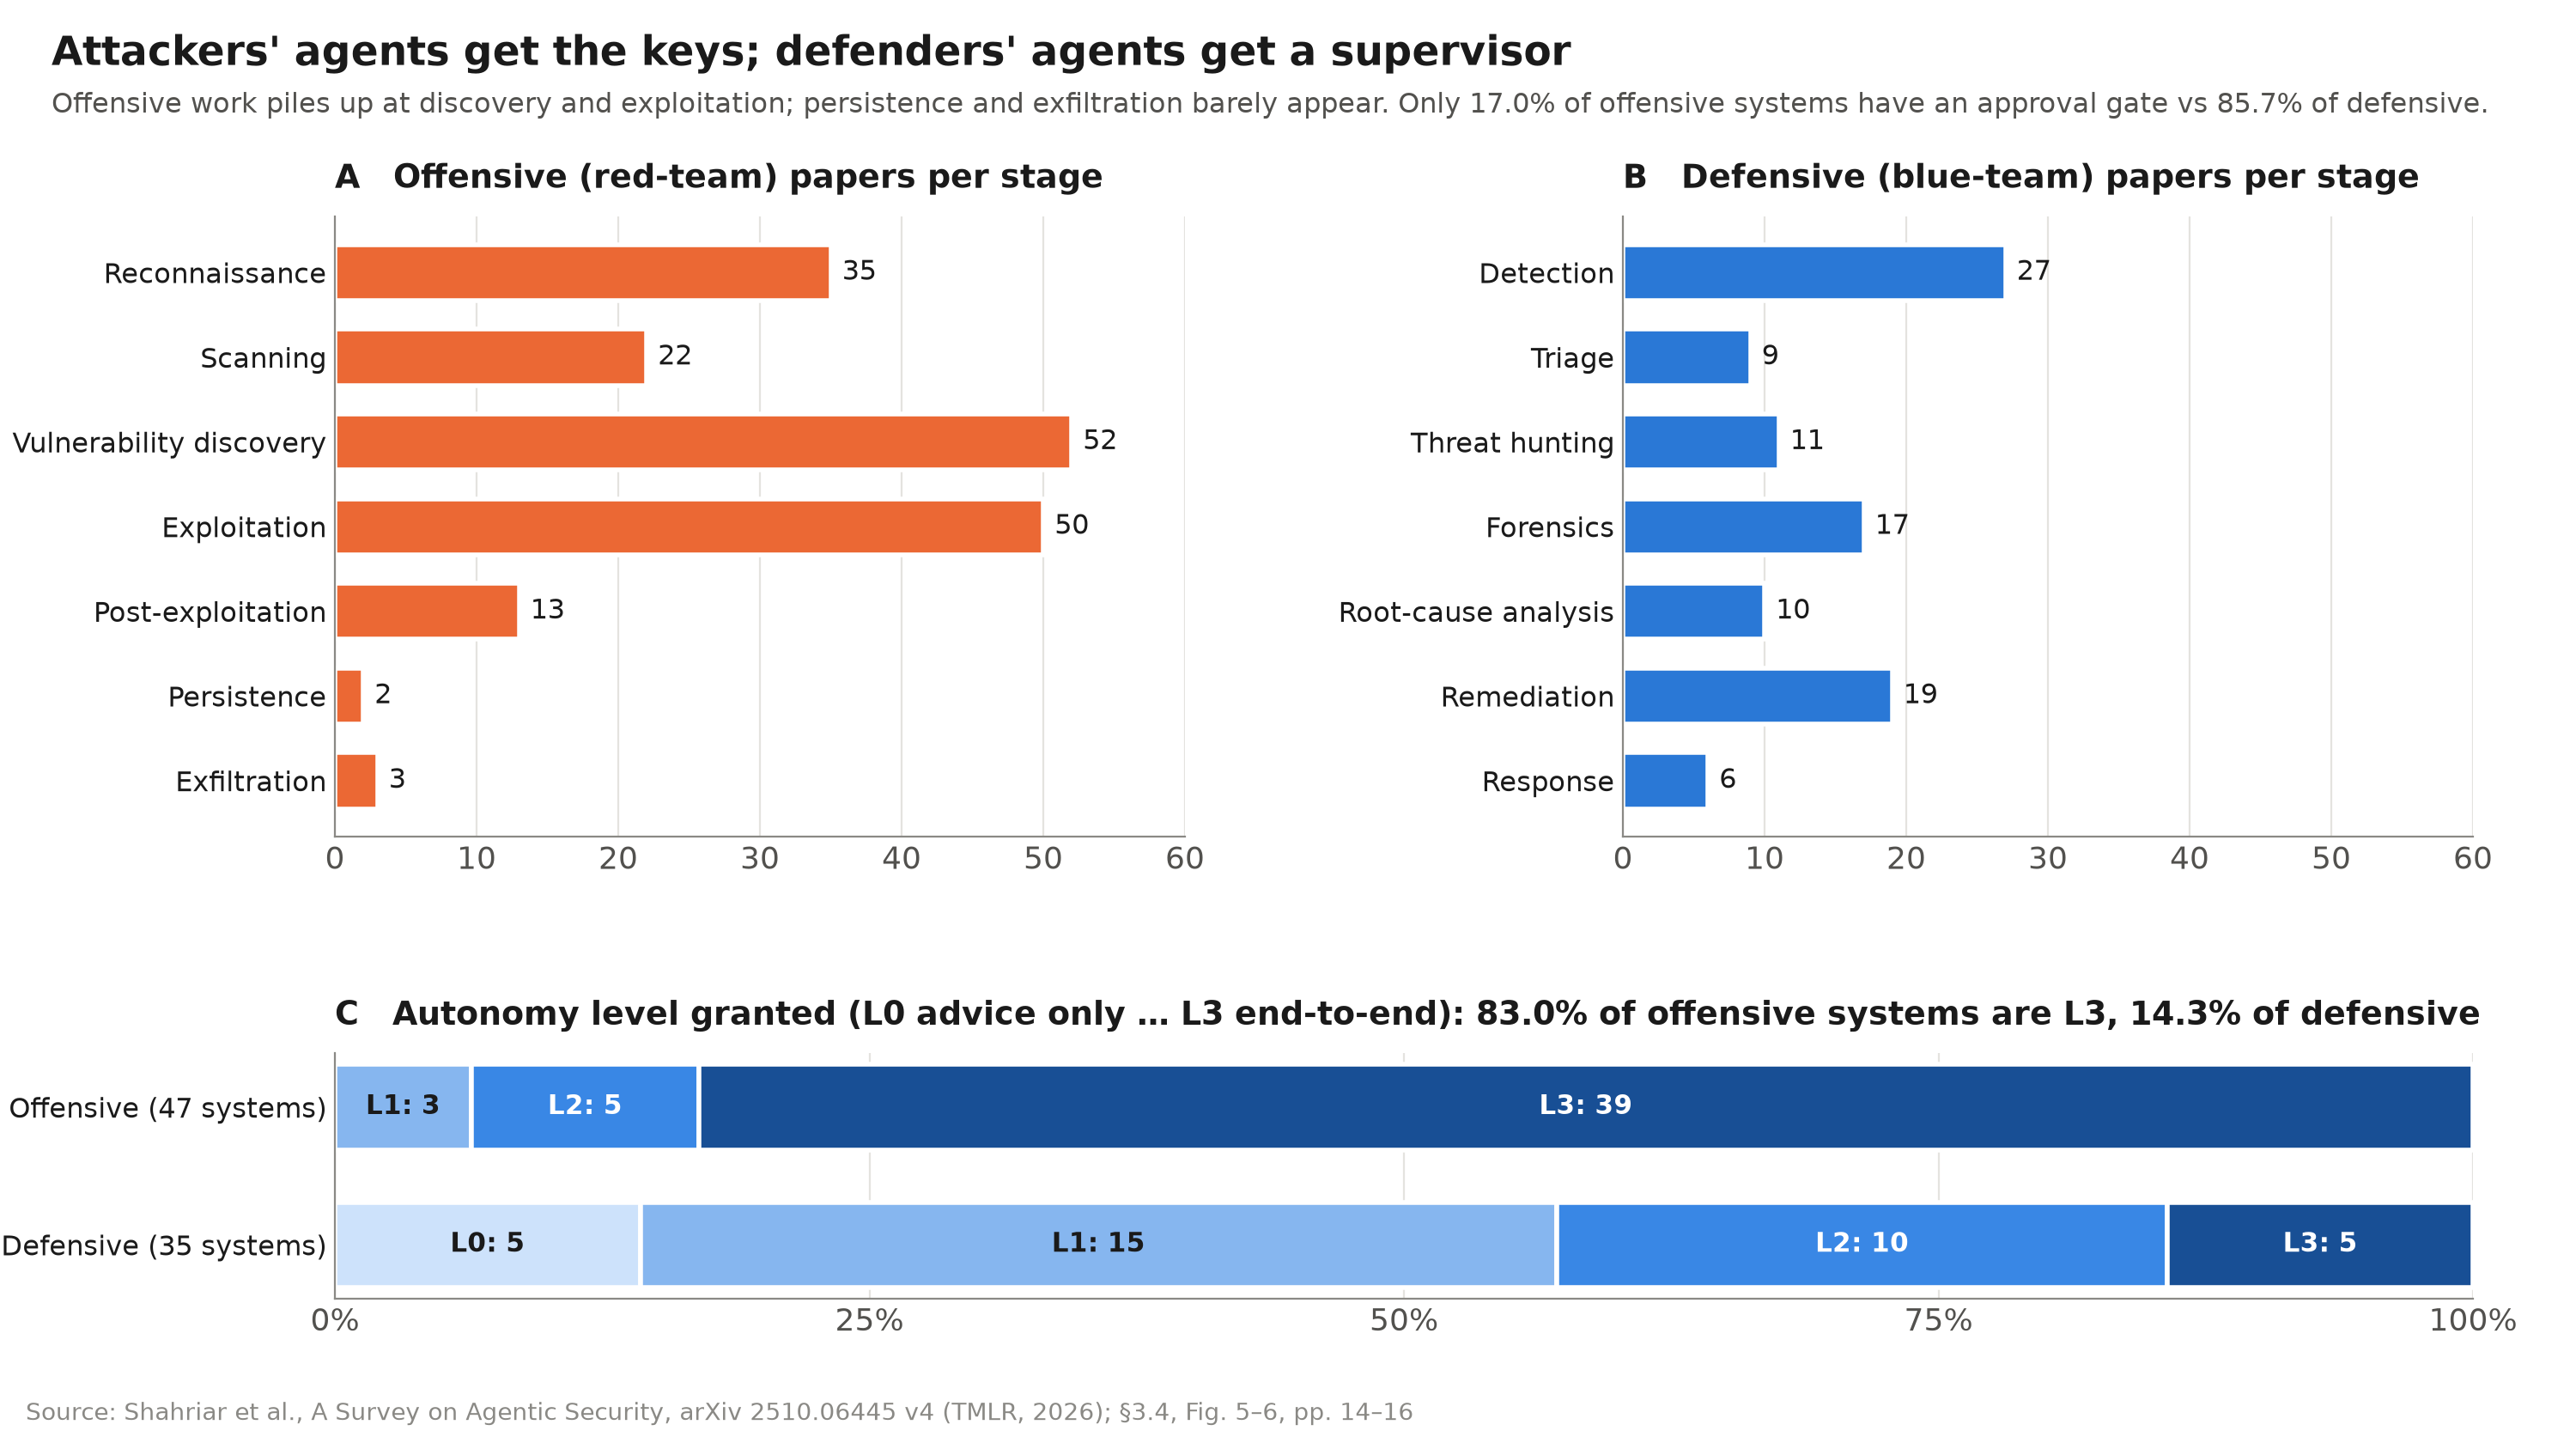 Attackers' agents get the keys; defenders' agents get a supervisor
Offensive work piles up at discovery and exploitation; persistence and exfiltration barely appear. Only 17.0% of offensive systems have an approval gate vs 85.7% of defensive.
A Offensive (red-team) papers per stage
Reconnaissance 35
Scanning 22
Vulnerability discovery 52
Exploitation 50
Post-exploitation 13
Persistence 2
Exfiltration 3
0 10 20 30 40 50 60
B Defensive (blue-team) papers per stage
Detection 27
Triage 9
Threat hunting 11
Forensics 17
Root-cause analysis 10
Remediation 19
Response 6
0 10 20 30 40 50 60
C Autonomy level granted (L0 advice only … L3 end-to-end): 83.0% of offensive systems are L3, 14.3% of defensive
Offensive (47 systems) L1: 3 L2: 5 L3: 39
Defensive (35 systems) L0: 5 L1: 15 L2: 10 L3: 5
0% 25% 50% 75% 100%
Source: Shahriar et al., A Survey on Agentic Security, arXiv 2510.06445 v4 (TMLR, 2026); §3.4, Fig. 5–6, pp. 14–16